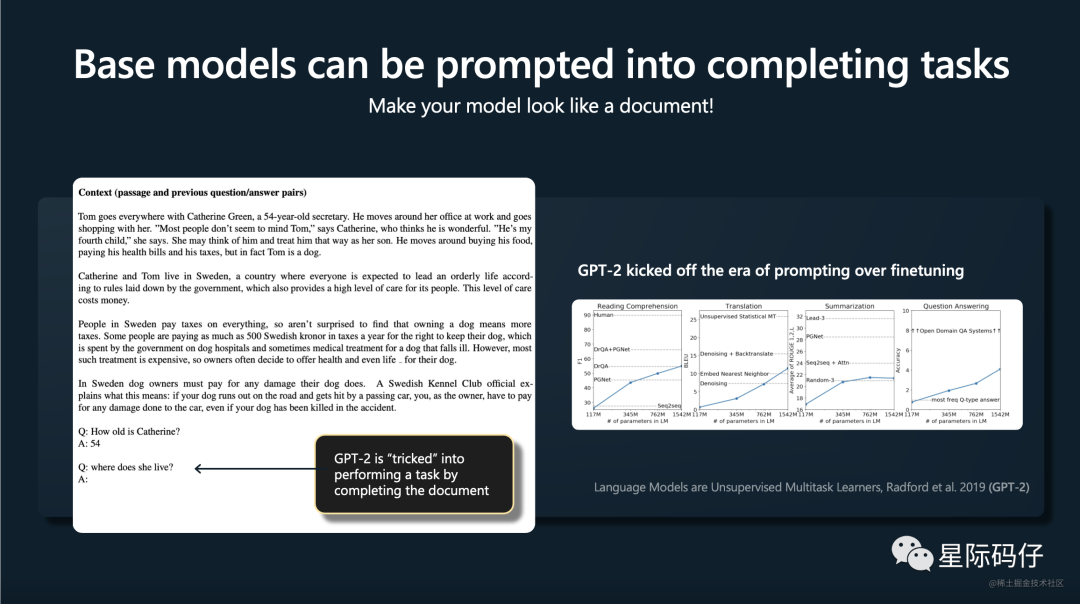 Base models can be prompted into completing tasks
Make your model look like a document!
Context (passage and previous question/answer pairs)
Tom goes everywhere with Catherine Green, a 54-year-old secretary. He moves around her office at work and goes
shopping with her. "Most people don't seem to mind Tom," says Catherine, who thinks he is wonderful. "He's my
fourth child," she says. She may think of him and treat him that way as her son. He moves around buying his food,
paying his health bills and his taxes, but in fact Tom is a dog.
Catherine and Tom live in Sweden, a country where everyone is expected to lead an orderly life accord-
ing to rules laid down by the government, which also provides a high level of care for its people. This level of care
costs money.
People in Sweden pay taxes on everything, so aren't surprised to find that owning a dog means more
taxes. Some people are paying as much as 500 Swedish kronor in taxes a year for the right to keep their dog, which
is spent by the government on dog hospitals and sometimes medical treatment for a dog that falls ill. However, most
such treatment is expensive, so owners often decide to offer health and even life _ for their dog.
In Sweden dog owners must pay for any damage their dog does. A Swedish Kennel Club official ex-
plains what this means: if your dog runs out on the road and gets hit by a passing car, you, as the owner, have to pay
for any damage done to the car, even if your dog has been killed in the accident.
Q: How old is Catherine?
A: 54
Q: where does she live?
A:
GPT-2 is “tricked” into
performing a task by
completing the document
GPT-2 kicked off the era of prompting over finetuning
Reading Comprehension
90
80
70
60
50
40
30
F1
Human
DrQA+PGNet
DrQA
PGNet
Seq2seq
117M 345M 762M 1542M
# of parameters in LM
Translation
25
20
15
10
5
0
BLEU
Unsupervised Statistical MT
Denoising + Backtranslate
Embed Nearest Neighbor
Denoising
117M 345M 762M 1542M
# of parameters in LM
Summarization
32
30
28
26
24
22
20
18
16
Average of ROUGE 1,2,L
Lead-3
PGNet
Seq2seq + Attn
Random-3
117M 345M 762M 1542M
# of parameters in LM
Question Answering
10
8
6
4
2
0
Accuracy
↑↑Open Domain QA Systems↑↑
most freq Q-type answer
117M 345M 762M 1542M
# of parameters in LM
Language Models are Unsupervised Multitask Learners, Radford et al. 2019 (GPT-2)
星际码仔
@稀土掘金技术社区